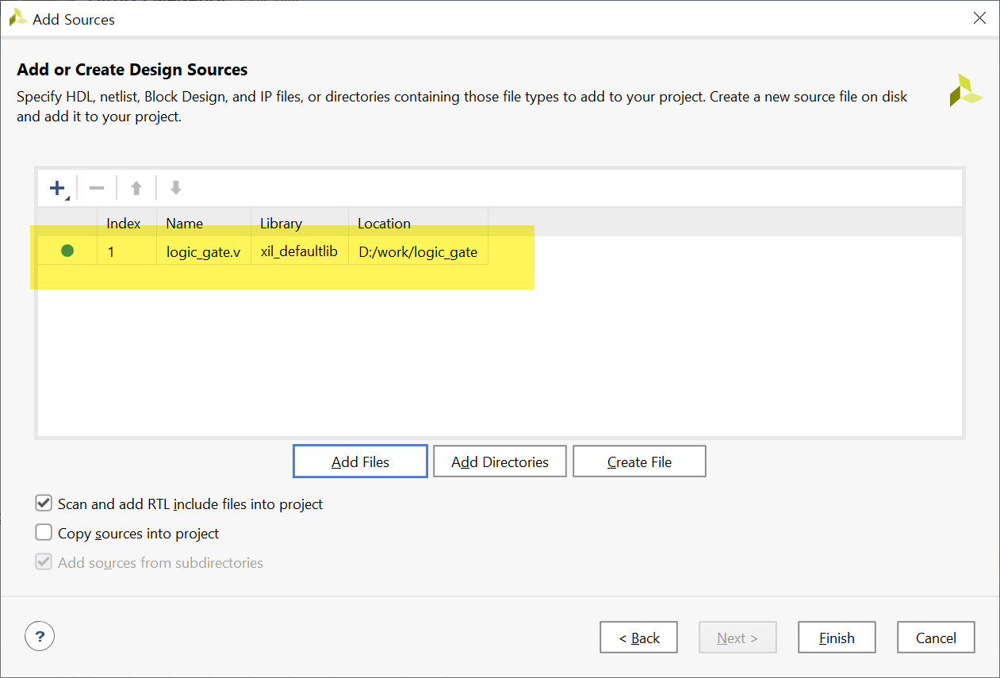 Add Sources
Add or Create Design Sources
Specify HDL, netlist, Block Design, and IP files, or directories containing those file types to add to your project. Create a new source file on disk
and add it to your project.
Index Name Library Location
1 logic_gate.v xil_defaultlib D:/work/logic_gate
Add Files Add Directories Create File
Scan and add RTL include files into project
Copy sources into project
Add sources from subdirectories
? < Back Next > Finish Cancel